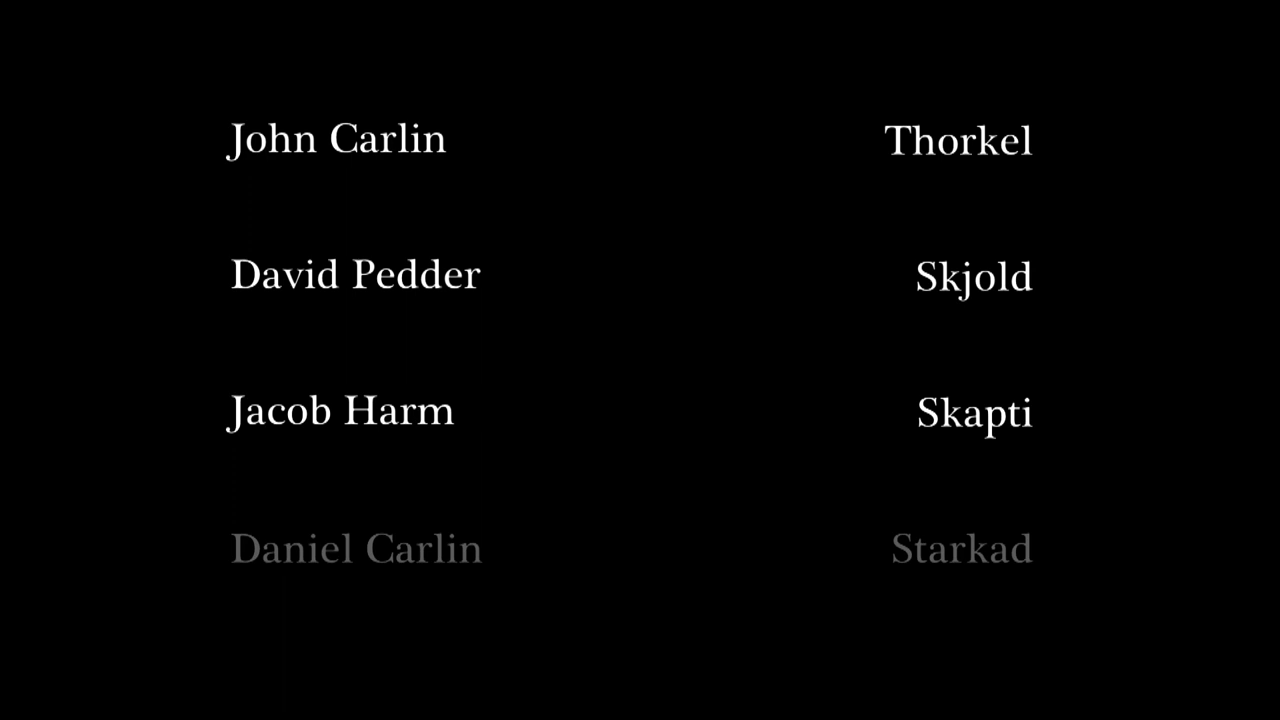 John Carlin Thorkel
David Pedder Skjold
Jacob Harm Skapti
Daniel Carlin Starkad